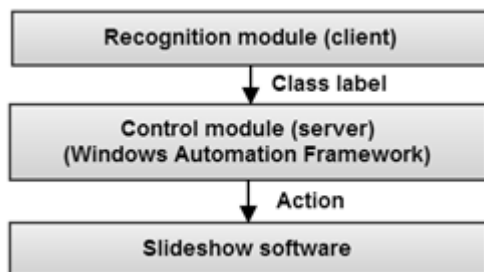 Recognition module (client)
Class label
Control module (server)
(Windows Automation Framework)
Action
Slideshow software